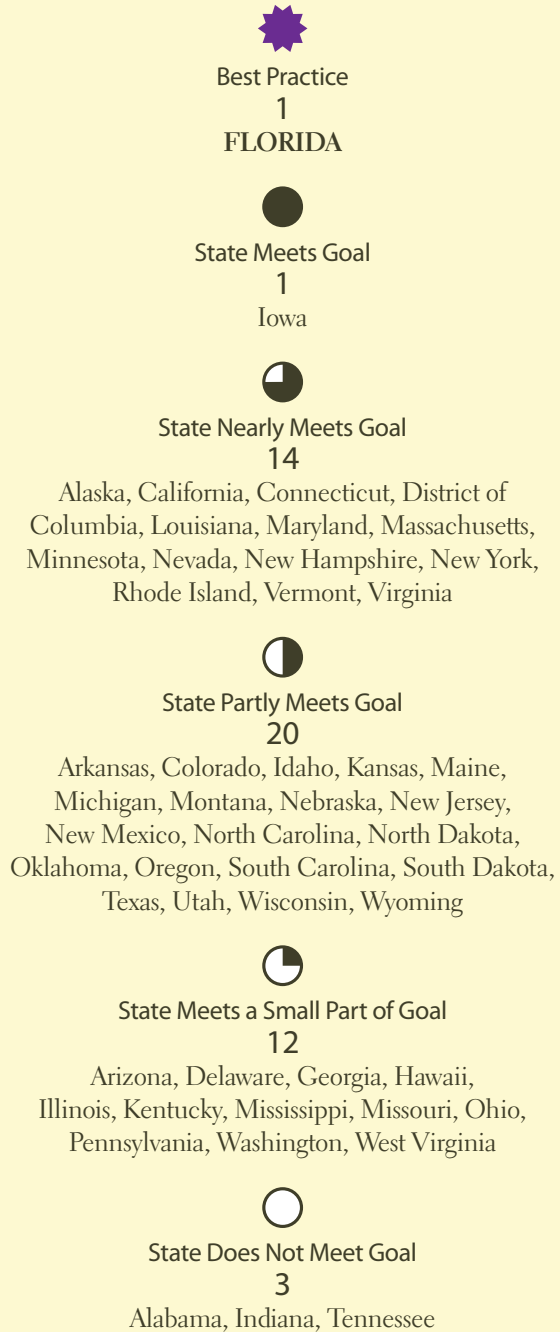 Best Practice
1
FLORIDA
State Meets Goal
1
Iowa
State Nearly Meets Goal
14
Alaska, California, Connecticut, District of
Columbia, Louisiana, Maryland, Massachusetts,
Minnesota, Nevada, New Hampshire, New York,
Rhode Island, Vermont, Virginia
State Partly Meets Goal
20
Arkansas, Colorado, Idaho, Kansas, Maine,
Michigan, Montana, Nebraska, New Jersey,
New Mexico, North Carolina, North Dakota,
Oklahoma, Oregon, South Carolina, South Dakota,
Texas, Utah, Wisconsin, Wyoming
State Meets a Small Part of Goal
12
Arizona, Delaware, Georgia, Hawaii,
Illinois, Kentucky, Mississippi, Missouri, Ohio,
Pennsylvania, Washington, West Virginia
State Does Not Meet Goal
3
Alabama, Indiana, Tennessee